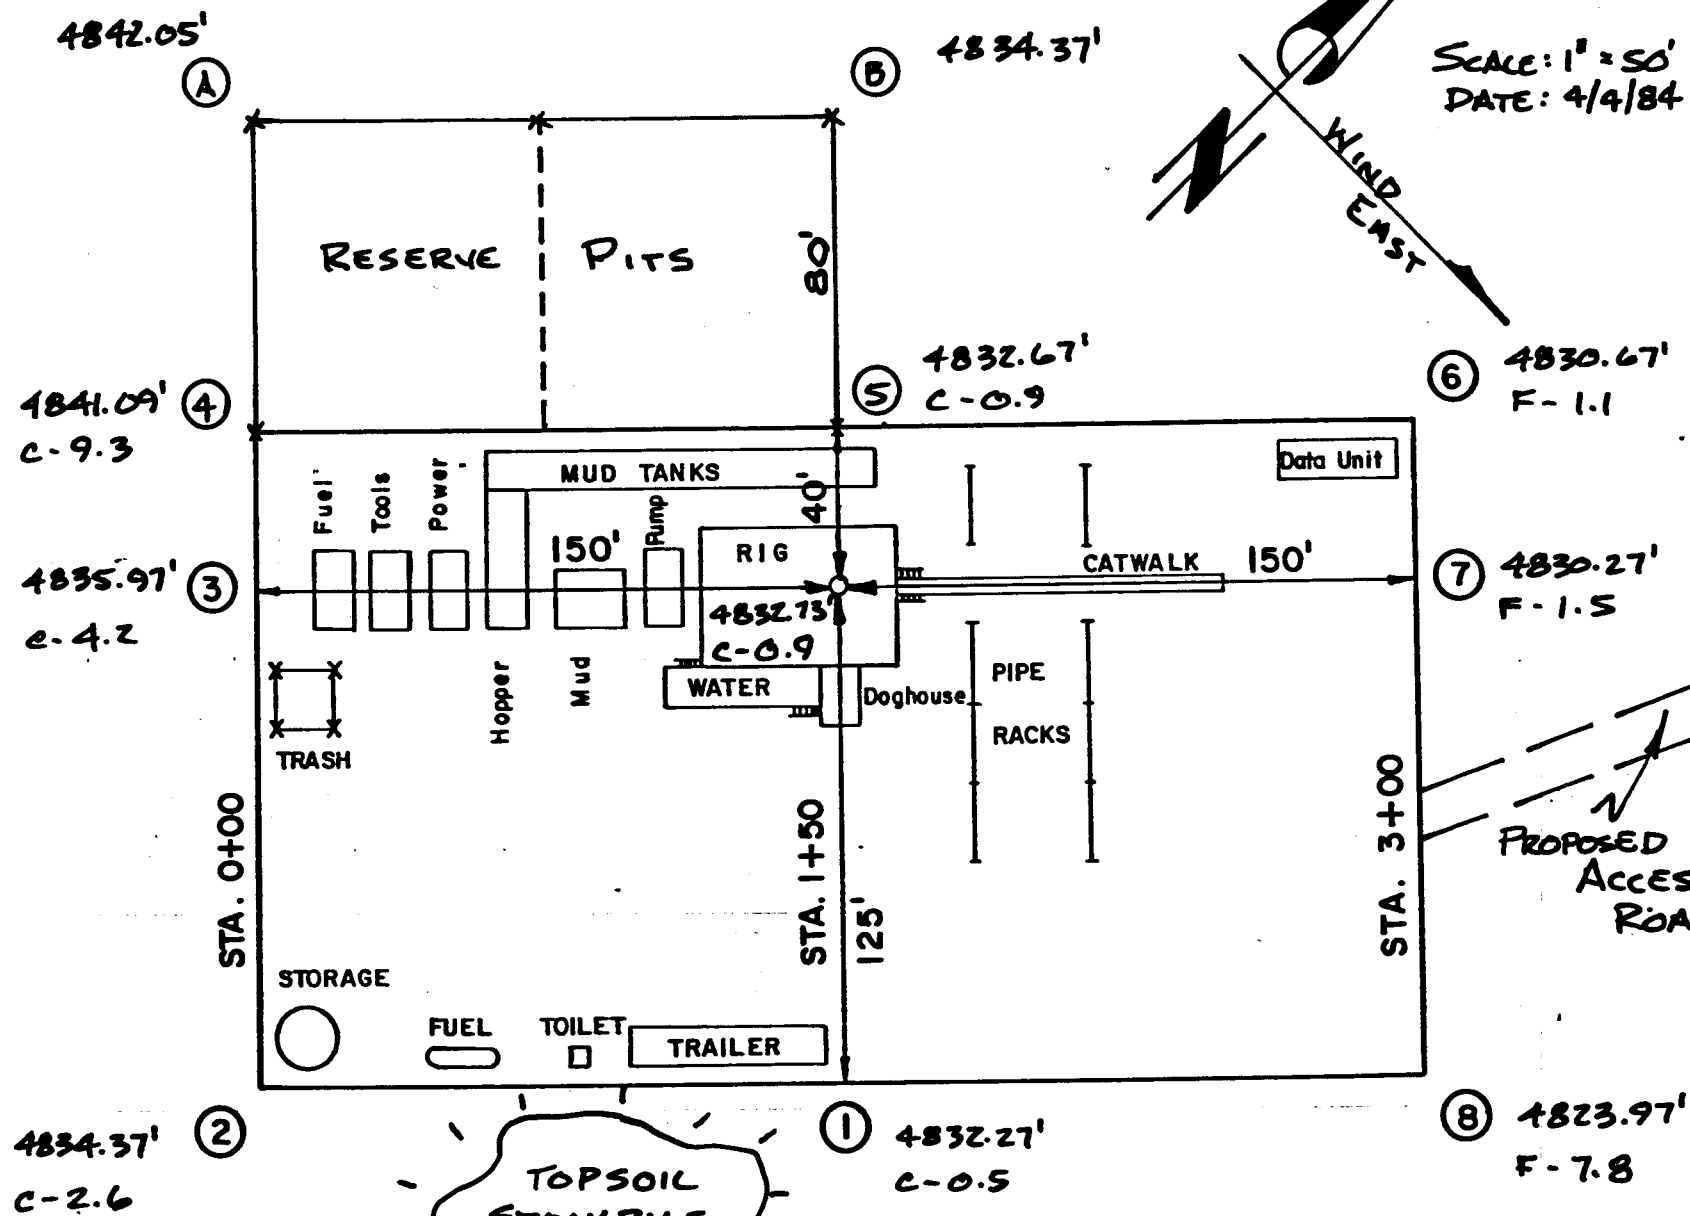 4842.05'
A
B
4834.37'
SCALE: 1" = 50'
DATE: 4/4/84
WIND
EAST
RESERVE PITS
80'
4841.09'
4
C-9.3
5
4832.67'
C-0.9
6
4830.67'
F-1.1
Fuel
Tools
Power
MUD TANKS
Pump
40'
Data Unit
4835.97'
3
C-4.2
150'
RIG
4832.73'
C-0.9
CATWALK
150'
7
4830.27'
F-1.5
Hopper
Mud
WATER
Doghouse
PIPE
RACKS
TRASH
STA. 0+00
STA. 1+50
125'
STA. 3+00
PROPOSED
ACCES
ROA
STORAGE
FUEL
TOILET
TRAILER
4834.37'
2
C-2.6
TOPSOIL
1
4832.27'
C-0.5
8
4823.97'
F-7.8